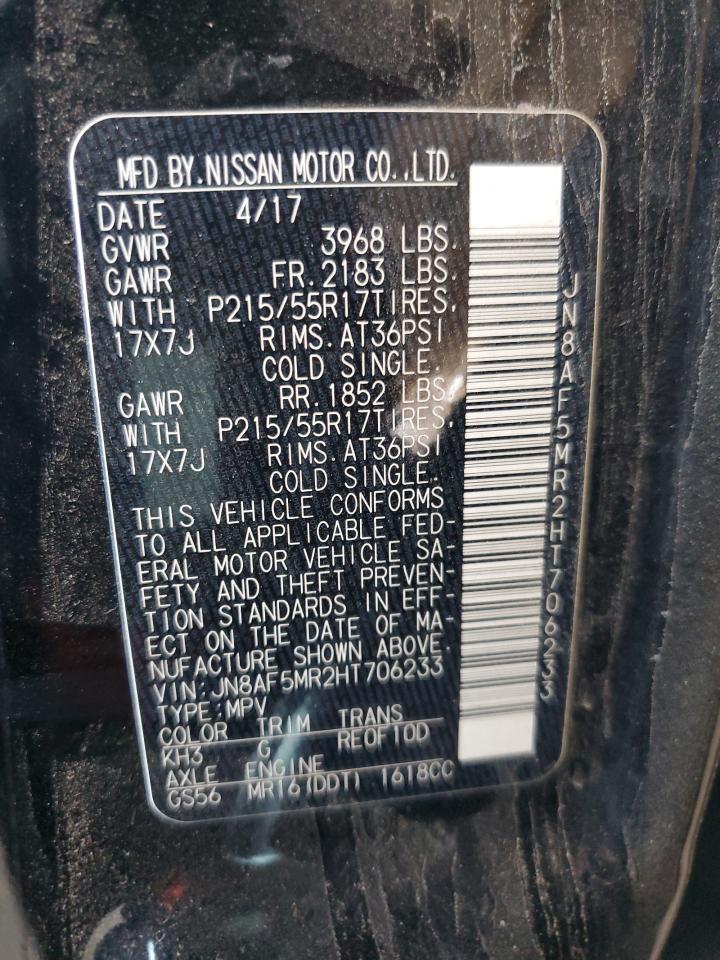 MFD BY.NISSAN MOTOR CO.,LTD.
DATE 4/17
GVWR 3968 LBS.
GAWR FR.2183 LBS.
WITH P215/55R17TIRES,
17X7J RIMS.AT36PSI
COLD SINGLE.
GAWR RR.1852 LBS.
WITH P215/55R17TIRES,
17X7J RIMS.AT36PSI
COLD SINGLE.
THIS VEHICLE CONFORMS
TO ALL APPLICABLE FED-
ERAL MOTOR VEHICLE SA-
FETY AND THEFT PREVEN-
TION STANDARDS IN EFF-
ECT ON THE DATE OF MA-
NUFACTURE SHOWN ABOVE.
VIN:JN8AF5MR2HT706233
TYPE:MPV
COLOR TRIM TRANS
KH3 G RE0F10D
AXLE ENGINE
GS56 MR16(DDT) 1618CC
JN8AF5MR2HT706233